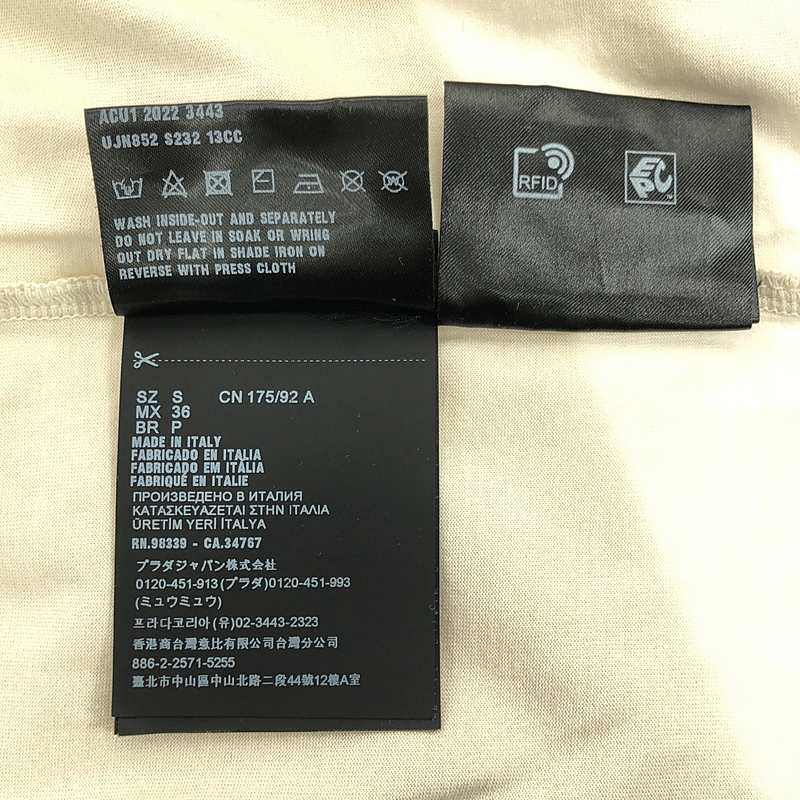 ACU1 2022 3443
UJN852 S232 13CC
WASH INSIDE-OUT AND SEPARATELY
DO NOT LEAVE IN SOAK OR WRING
OUT DRY FLAT IN SHADE IRON ON
REVERSE WITH PRESS CLOTH
RFID
EPC
TM
SZ S CN 175/92 A
MX 36
BR P
MADE IN ITALY
FABRICADO EN ITALIA
FABRICADO EM ITÁLIA
FABRIQUÉ EN ITALIE
ПРОИЗВЕДЕНО В ИТАЛИЯ
ΚΑΤΑΣΚΕΥΑΖΕΤΑΙ ΣΤΗΝ ΙΤΑΛΙΑ
ÜRETİM YERİ İTALYA
RN.98339 - CA.34767
プラダジャパン株式会社
0120-451-913(プラダ)0120-451-993
(ミュウミュウ)
프라다코리아(유)02-3443-2323
香港商台灣意比有限公司台灣分公司
886-2-2571-5255
臺北市中山區中山北路二段44號12樓A室